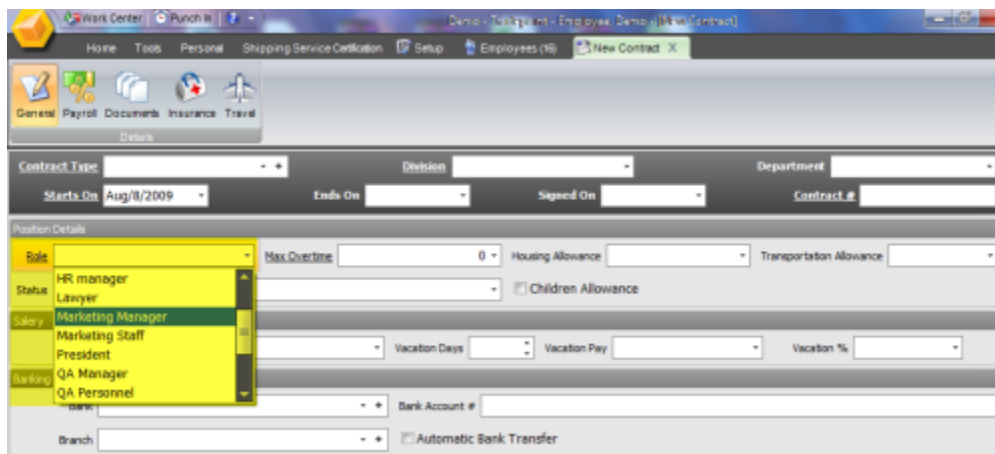 Work Center Punch In
Demo -
Home Tools Personal Shipping Service Certification Setup Employees (16) New Contract X
General Payroll Documents Insurance Travel
Details
Contract Type Division Department
Starts On Aug/8/2009 Ends On Signed On Contract #
Position Details
Role Max Overtime 0 Housing Allowance Transportation Allowance
Status Children Allowance
HR manager
Lawyer
Marketing Manager
Marketing Staff
President
QA Manager
QA Personnel
Salary
Vacation Days Vacation Pay Vacation %
Banking
Bank Bank Account #
Branch Automatic Bank Transfer